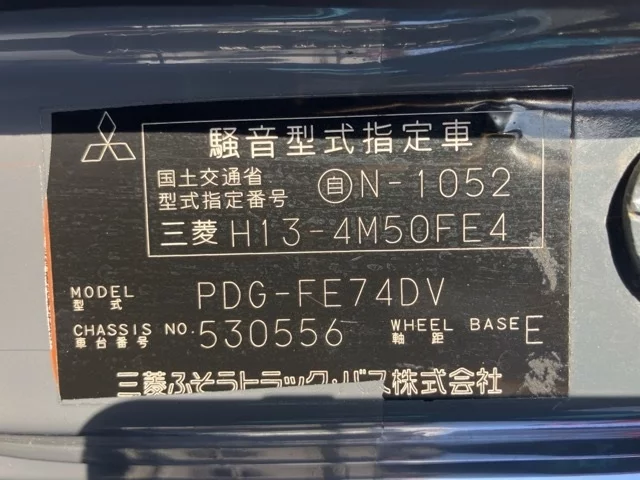 騒音型式指定車
国土交通省
型式指定番号 自N-1052
三菱 H13-4M50FE4
MODEL
型式 PDG-FE74DV
CHASSIS NO. 530556 WHEEL BASE E
車台番号 軸距
三菱ふそうトラック・バス株式会社